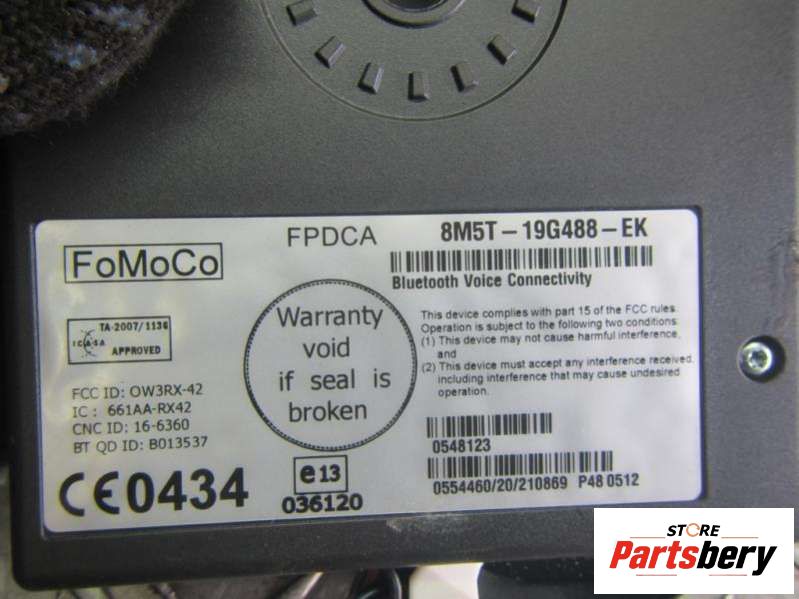 FoMoCo
FPDCA
8M5T-19G488-EK
Bluetooth Voice Connectivity
TA-2007/1136
ICASA
APPROVED
Warranty
void
if seal is
broken
This device complies with part 15 of the FCC rules.
Operation is subject to the following two conditions:
(1) This device may not cause harmful interference,
and
(2) This device must accept any interference received,
including interference that may cause undesired
operation.
FCC ID: OW3RX-42
IC : 661AA-RX42
CNC ID: 16-6360
BT QD ID: B013537
CE0434
e13
036120
0548123
0554460/20/210869 P48 0512
STORE
Partsbery